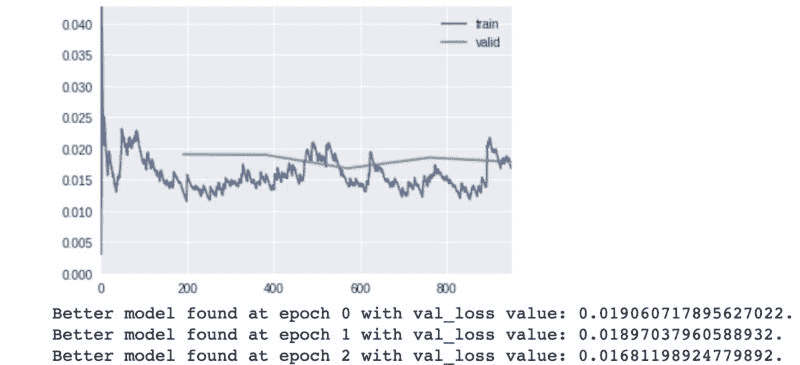 0.040
train
valid
0.035
0.030
0.025
0.020
0.015
0.010
0.005
0.000
0 200 400 600 800
Better model found at epoch 0 with val_loss value: 0.019060717895627022.
Better model found at epoch 1 with val_loss value: 0.01897037960588932.
Better model found at epoch 2 with val_loss value: 0.01681198924779892.